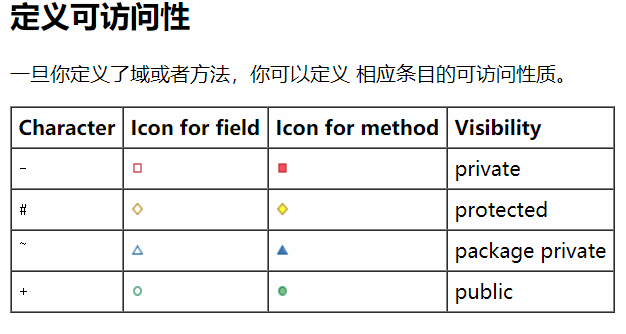 定义可访问性
一旦你定义了域或者方法，你可以定义 相应条目的可访问性质。
Character Icon for field Icon for method Visibility
- private
# protected
~ package private
+ public